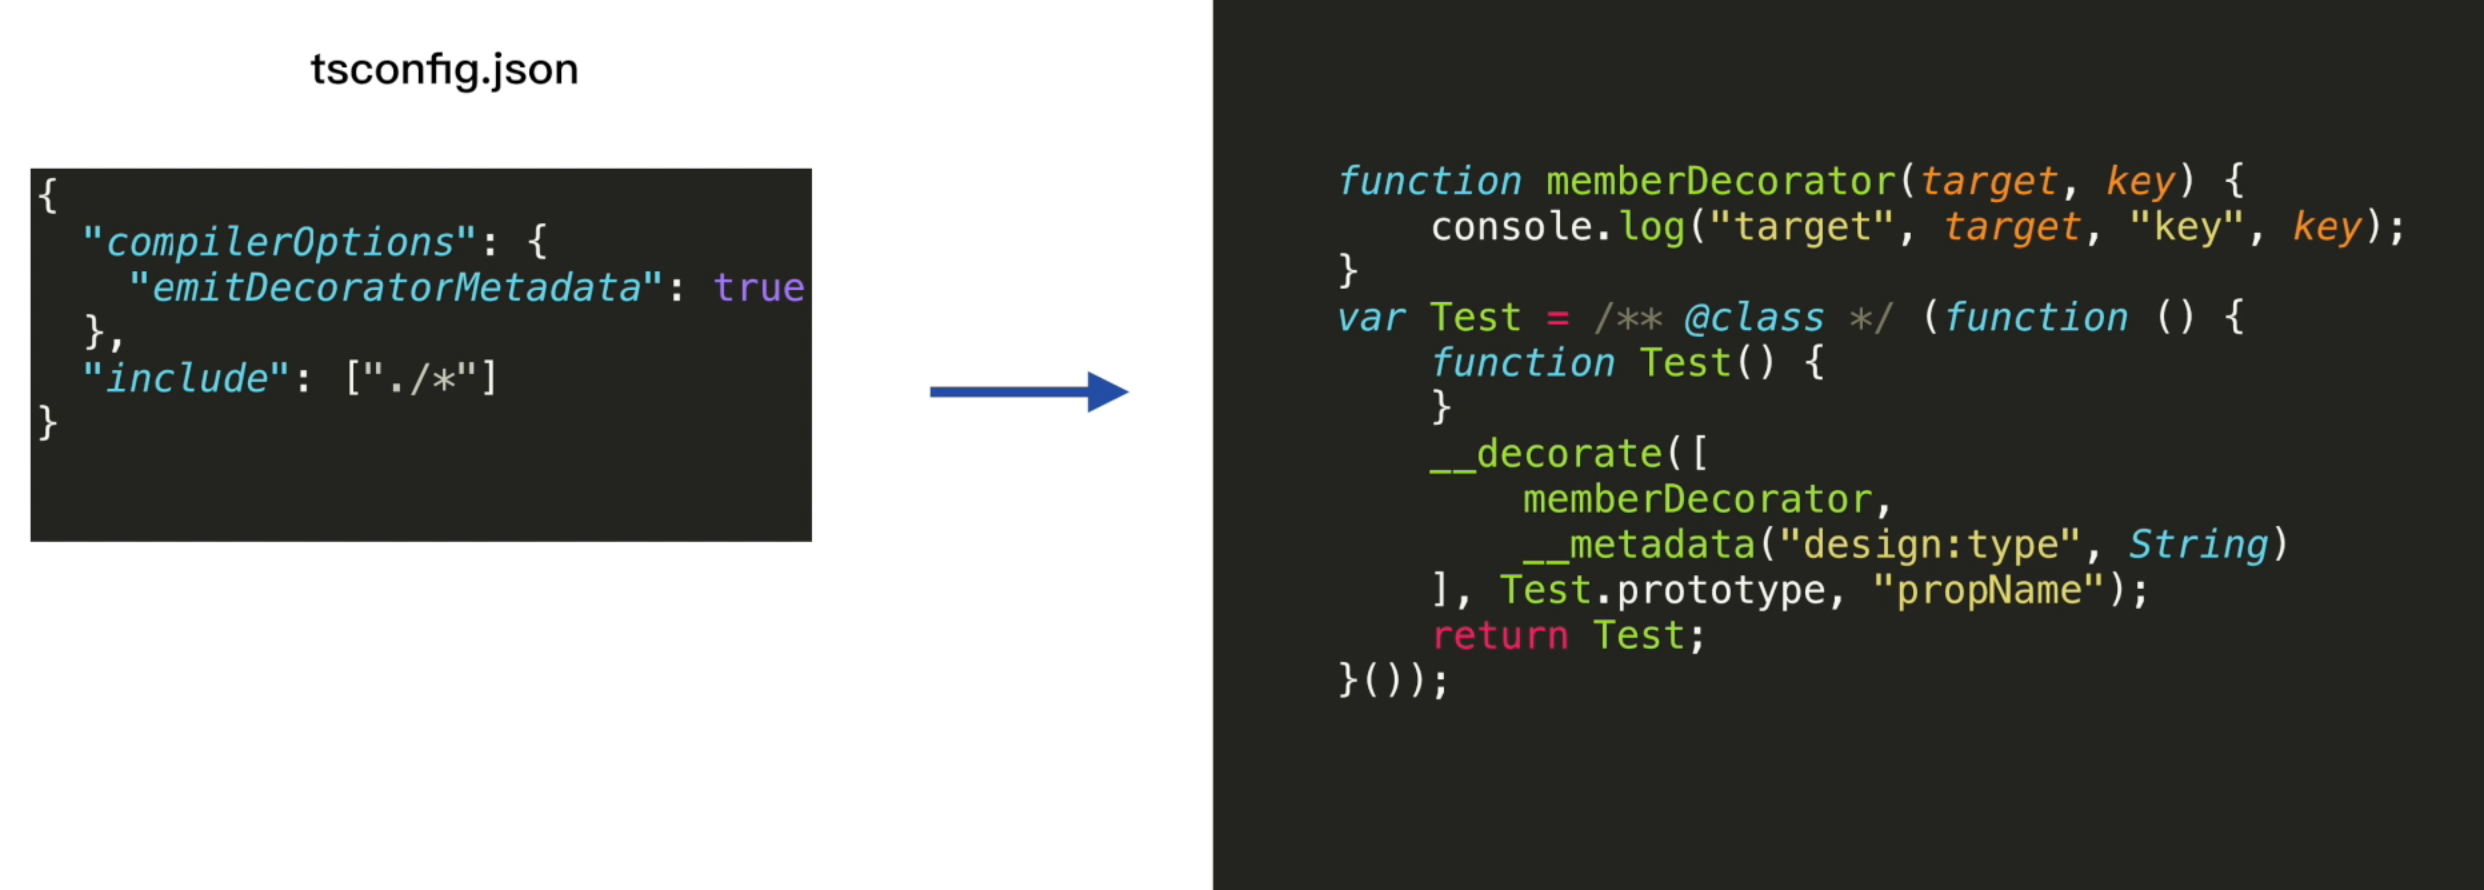 tsconfig.json
{
  "compilerOptions": {
    "emitDecoratorMetadata": true
  },
  "include": ["./*"]
}
function memberDecorator(target, key) {
    console.log("target", target, "key", key);
}
var Test = /** @class */ (function () {
    function Test() {
    }
    __decorate([
        memberDecorator,
        __metadata("design:type", String)
    ], Test.prototype, "propName");
    return Test;
}());